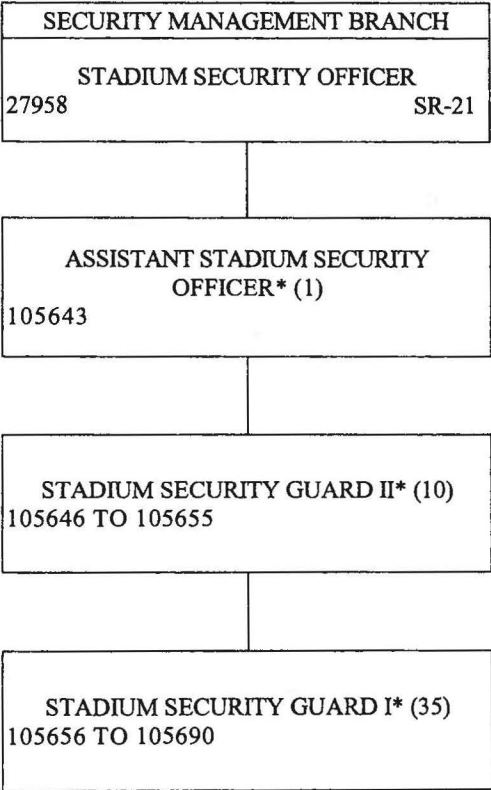 SECURITY MANAGEMENT BRANCH
STADIUM SECURITY OFFICER
27958 SR-21
ASSISTANT STADIUM SECURITY
OFFICER* (1)
105643
STADIUM SECURITY GUARD II* (10)
105646 TO 105655
STADIUM SECURITY GUARD I* (35)
105656 TO 105690